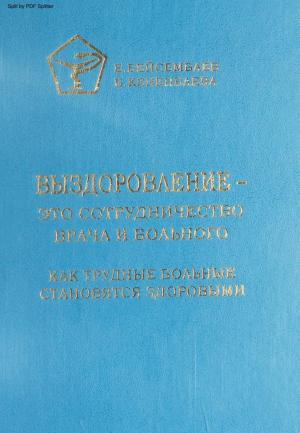 Split by PDF Splitter
Е. БЕЙСЕМБАЕВ
ВЫЗДОРОВЛЕНИЕ –
ЭТО СОТРУДНИЧЕСТВО
ВРАЧА И БОЛЬНОГО
КАК ТРУДНЫЕ БОЛЬНЫЕ
СТАНОВЯТСЯ ЗДОРОВЫМИ